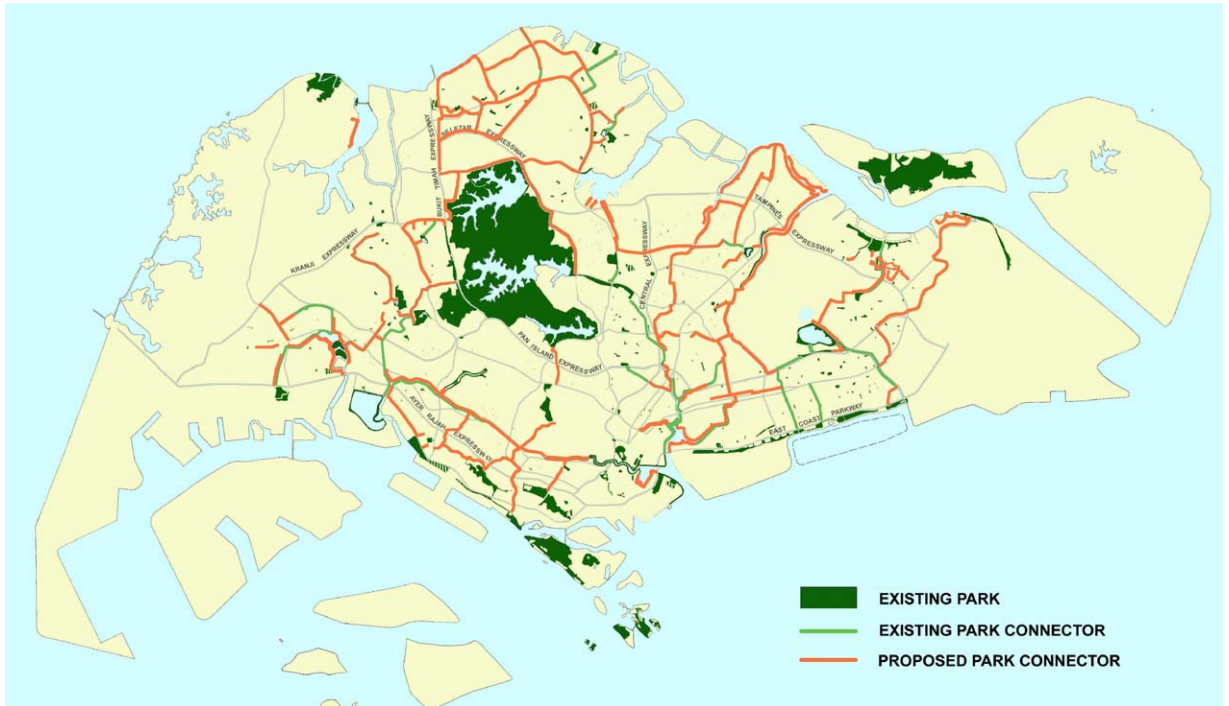 BUKIT TIMAH EXPRESSWAY
SELETAR EXPRESSWAY
KRANJI EXPRESSWAY
TAMPINES EXPRESSWAY
CENTRAL EXPRESSWAY
PAN ISLAND EXPRESSWAY
AYER RAJAH EXPRESSWAY
EAST COAST PARKWAY
EXISTING PARK
EXISTING PARK CONNECTOR
PROPOSED PARK CONNECTOR